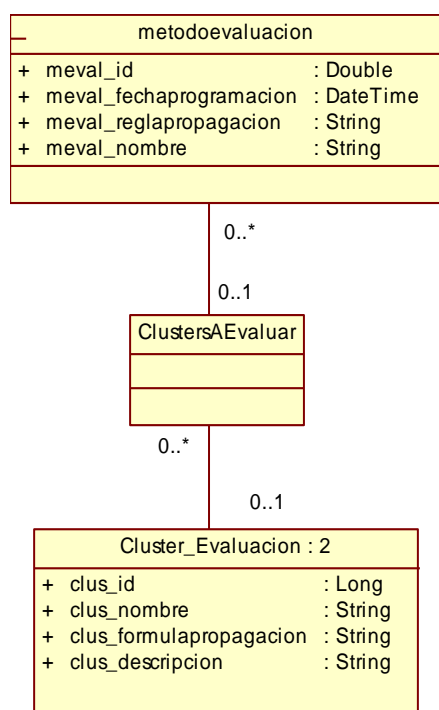 metodoevaluacion
+ meval_id : Double
+ meval_fechaprogramacion : DateTime
+ meval_reglapropagacion : String
+ meval_nombre : String
0..*
0..1
ClustersAEvaluar
0..*
0..1
Cluster_Evaluacion : 2
+ clus_id : Long
+ clus_nombre : String
+ clus_formulapropagacion : String
+ clus_descripcion : String